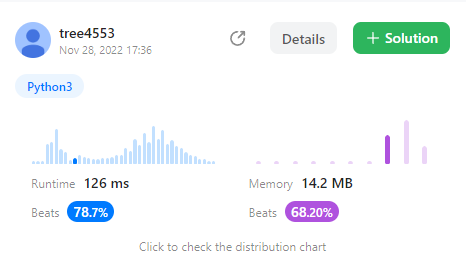 tree4553
Nov 28, 2022 17:36
Details
+ Solution
Python3
Runtime 126 ms
Memory 14.2 MB
Beats 78.7%
Beats 68.20%
Click to check the distribution chart